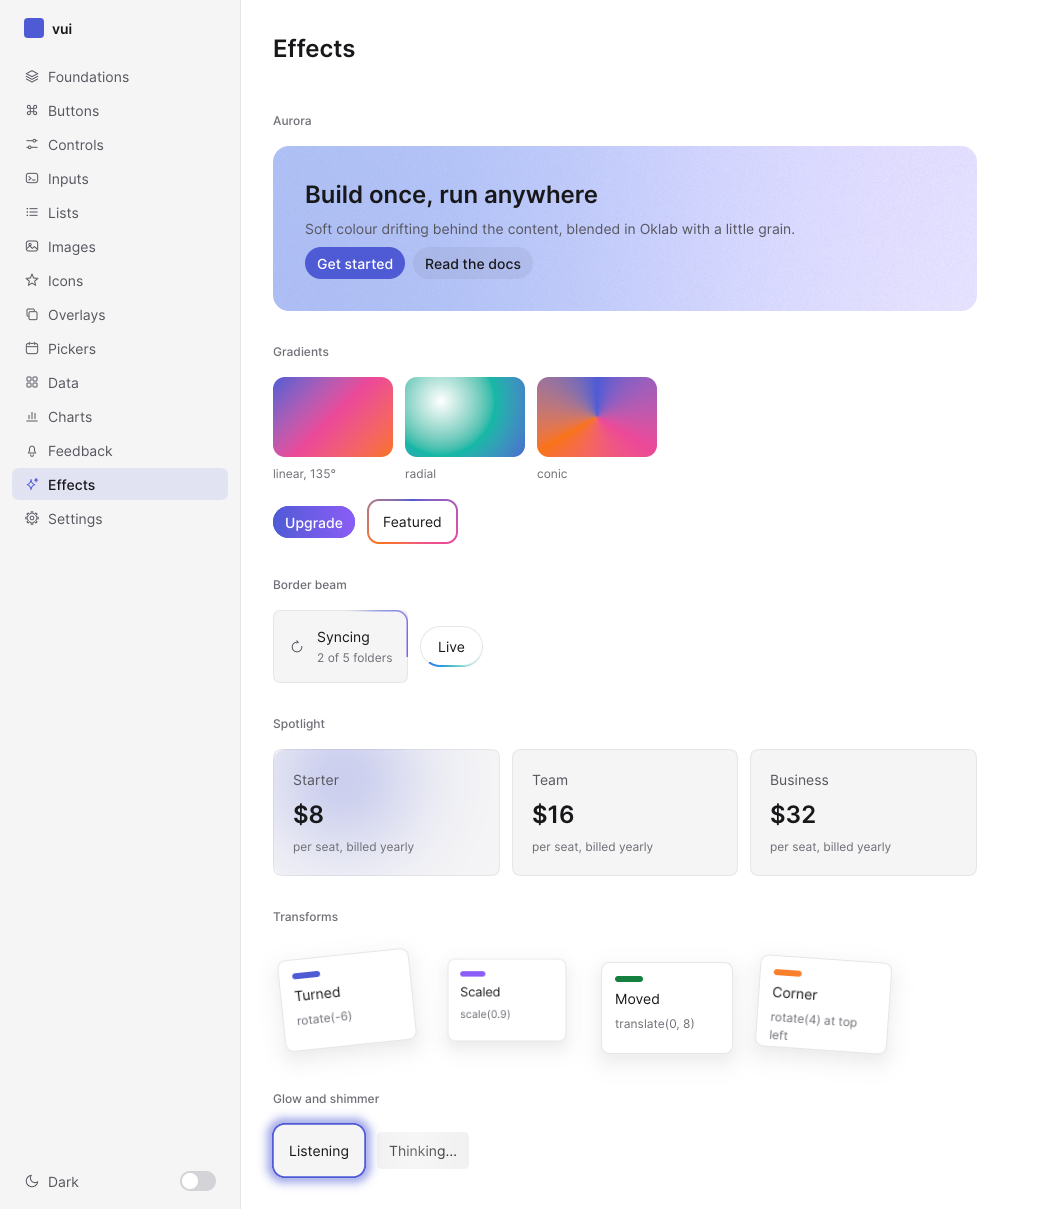 vui
Foundations
Buttons
Controls
Inputs
Lists
Images
Icons
Overlays
Pickers
Data
Charts
Feedback
Effects
Settings
Dark
Effects
Aurora
Build once, run anywhere
Soft colour drifting behind the content, blended in Oklab with a little grain.
Get started
Read the docs
Gradients
linear, 135°
radial
conic
Upgrade
Featured
Border beam
Syncing
2 of 5 folders
Live
Spotlight
Starter
$8
per seat, billed yearly
Team
$16
per seat, billed yearly
Business
$32
per seat, billed yearly
Transforms
Turned
rotate(-6)
Scaled
scale(0.9)
Moved
translate(0, 8)
Corner
rotate(4) at top
left
Glow and shimmer
Listening
Thinking...